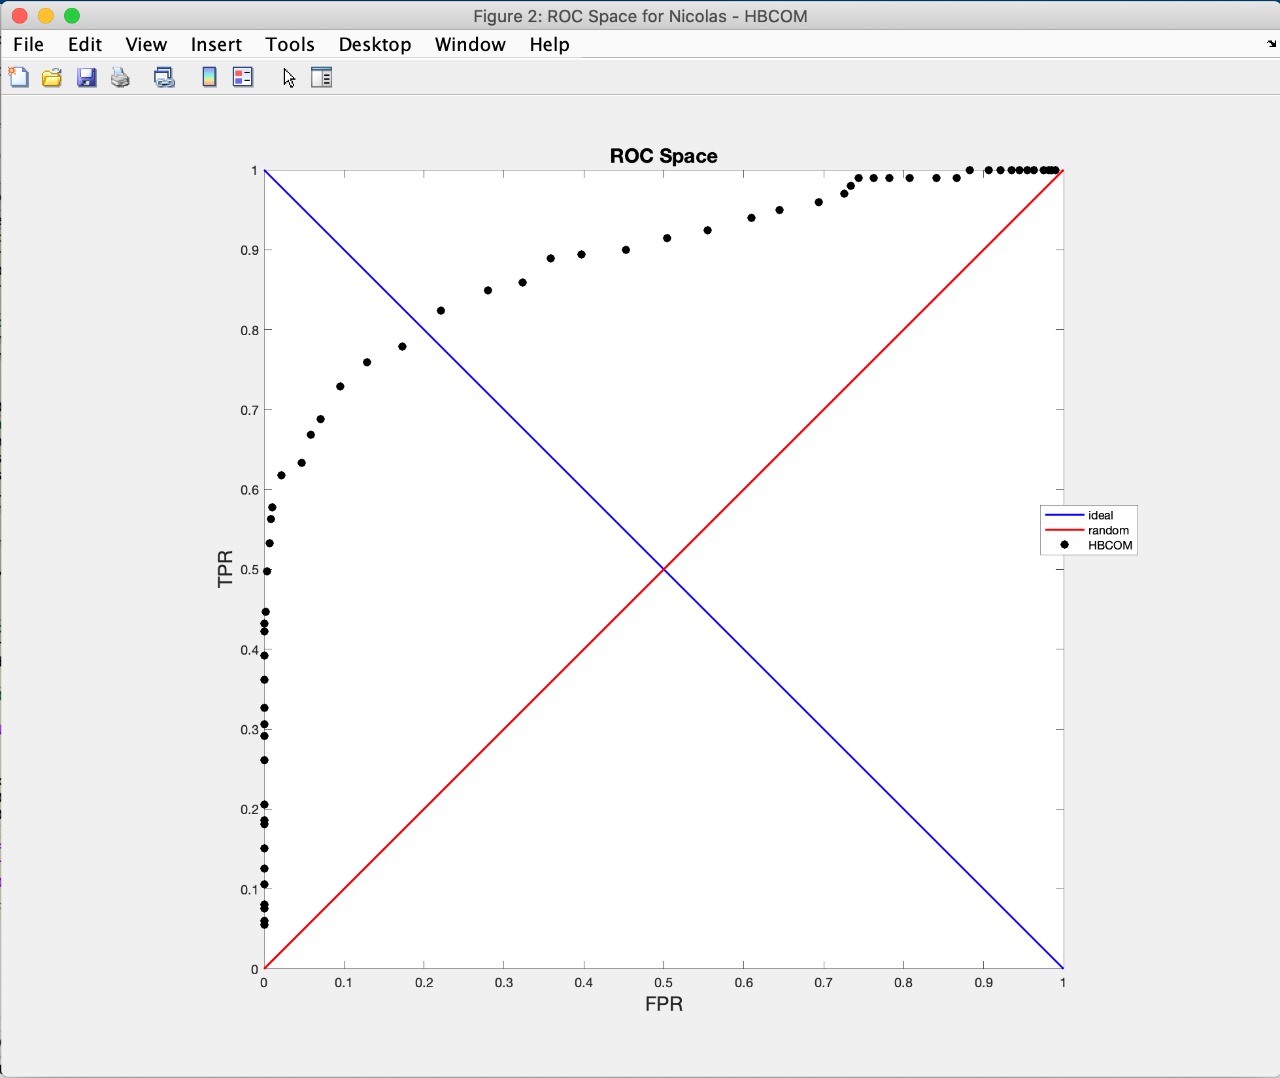 Figure 2: ROC Space for Nicolas - HBCOM
File Edit View Insert Tools Desktop Window Help
ROC Space
1
0.9
0.8
0.7
0.6
0.5
0.4
0.3
0.2
0.1
0
TPR
0 0.1 0.2 0.3 0.4 0.5 0.6 0.7 0.8 0.9 1
FPR
ideal
random
HBCOM